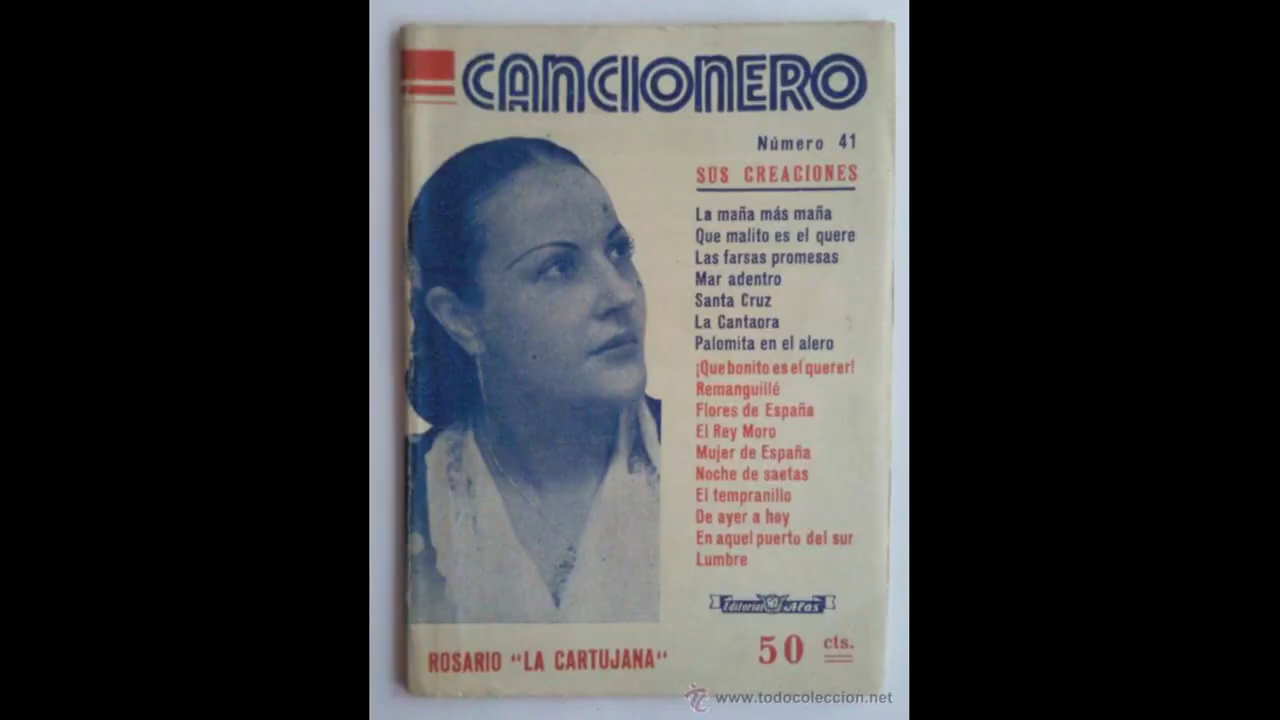 CANCIONERO
Número 41
SUS CREACIONES
La maña más maña
Que malito es el quere
Las farsas promesas
Mar adentro
Santa Cruz
La Cantaora
Palomita en el alero
¡Que bonito es el querer!
Remanguillé
Flores de España
El Rey Moro
Mujer de España
Noche de saetas
El tempranillo
De ayer a hoy
En aquel puerto del sur
Lumbre
Editorial Alas
50 cts.
ROSARIO "LA CARTUJANA"
www.todocoleccion.net